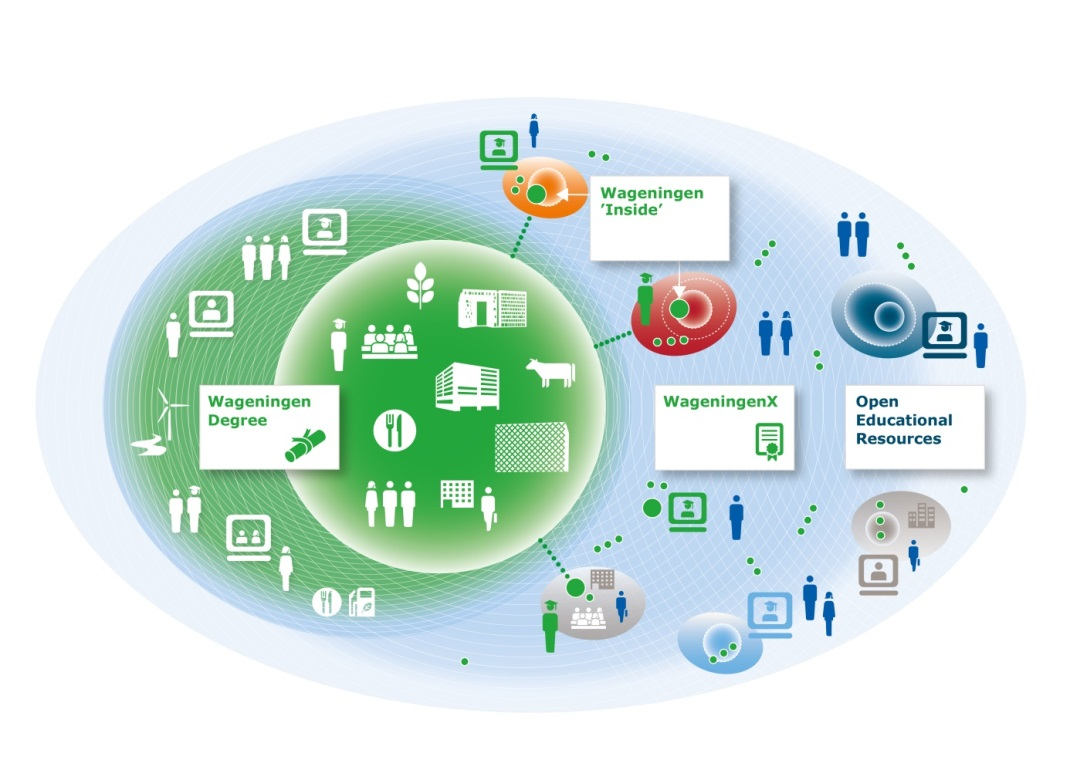 Wageningen
'Inside'
Wageningen
Degree
WageningenX
Open
Educational
Resources